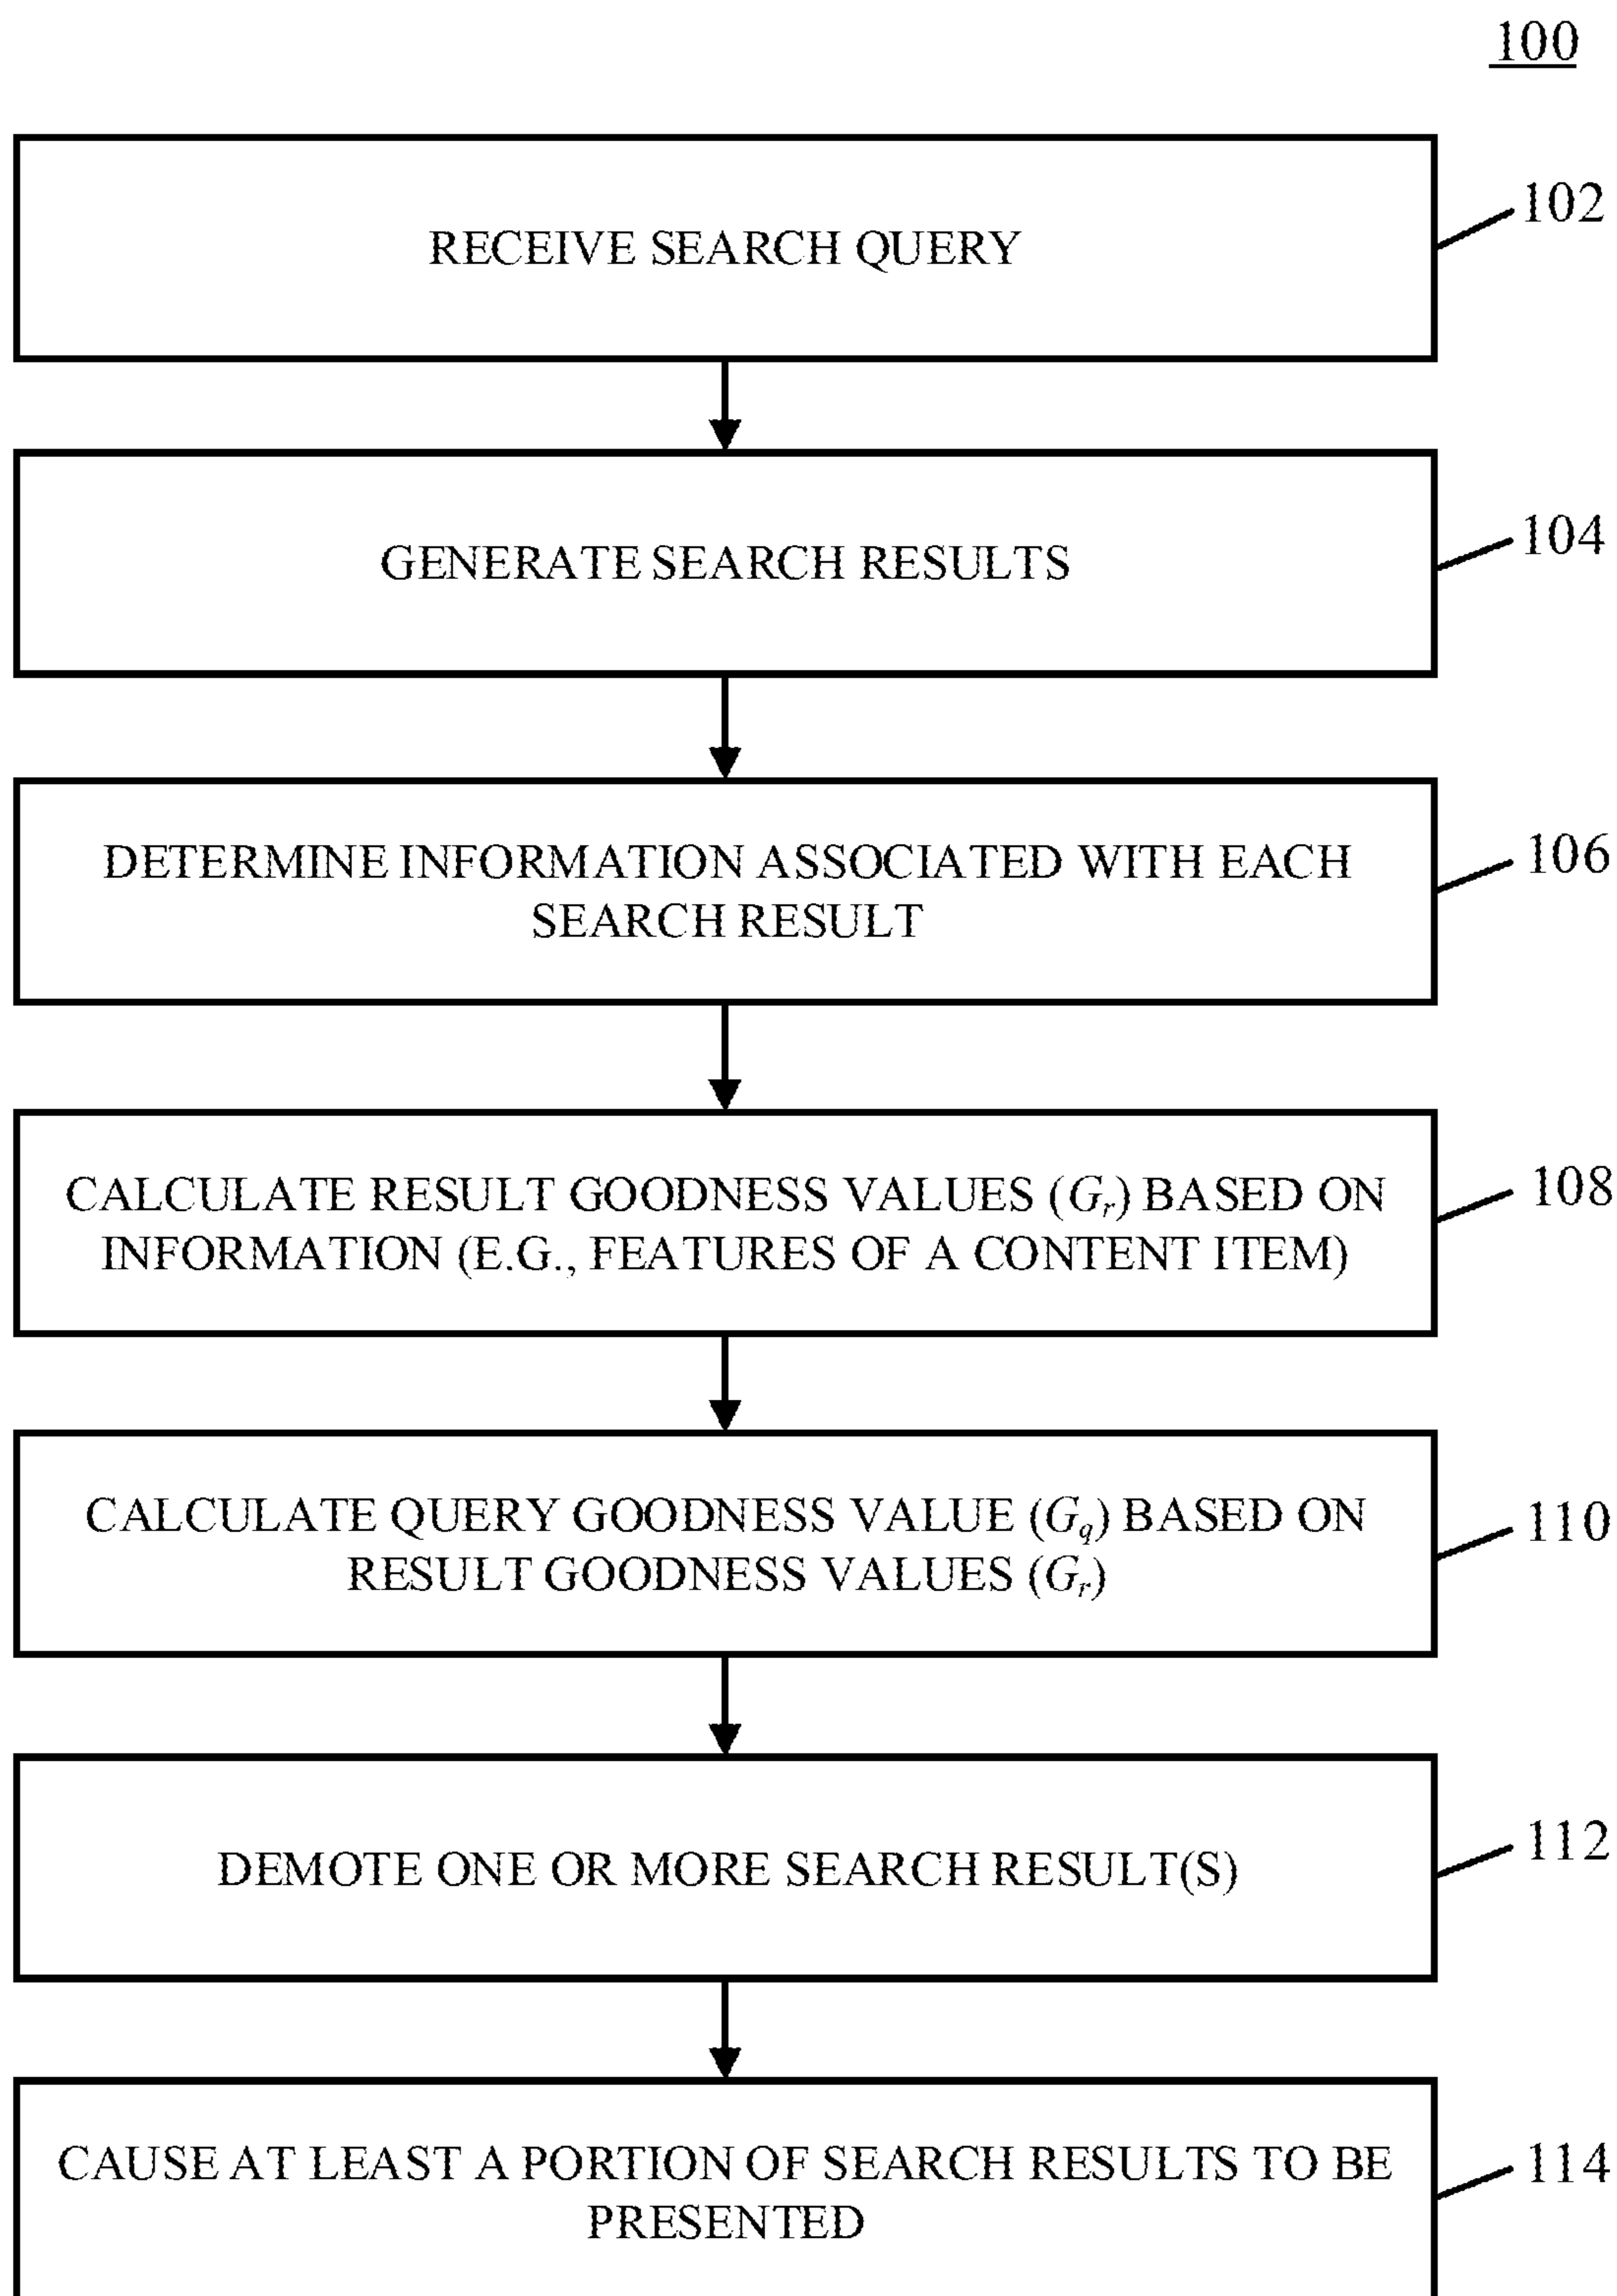 100
RECEIVE SEARCH QUERY
102
GENERATE SEARCH RESULTS
104
DETERMINE INFORMATION ASSOCIATED WITH EACH
SEARCH RESULT
106
CALCULATE RESULT GOODNESS VALUES (Gr) BASED ON
INFORMATION (E.G., FEATURES OF A CONTENT ITEM)
108
CALCULATE QUERY GOODNESS VALUE (Gq) BASED ON
RESULT GOODNESS VALUES (Gr)
110
DEMOTE ONE OR MORE SEARCH RESULT(S)
112
CAUSE AT LEAST A PORTION OF SEARCH RESULTS TO BE
PRESENTED
114